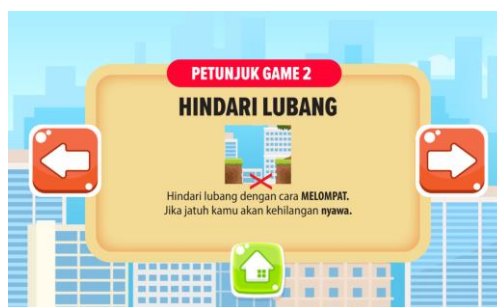 PETUNJUK GAME 2
HINDARI LUBANG
Hindari lubang dengan cara MELOMPAT.
Jika jatuh kamu akan kehilangan nyawa.